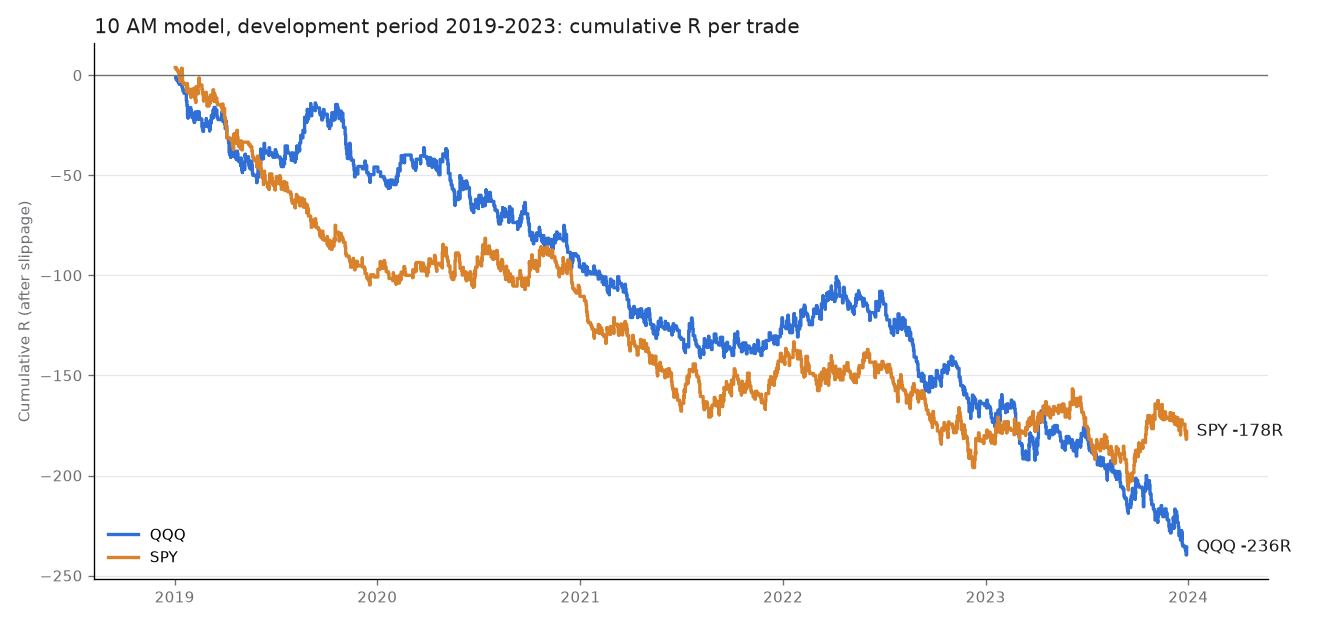 10 AM model, development period 2019-2023: cumulative R per trade
Cumulative R (after slippage)
0
−50
−100
−150
−200
−250
SPY -178R
QQQ -236R
QQQ
SPY
2019
2020
2021
2022
2023
2024